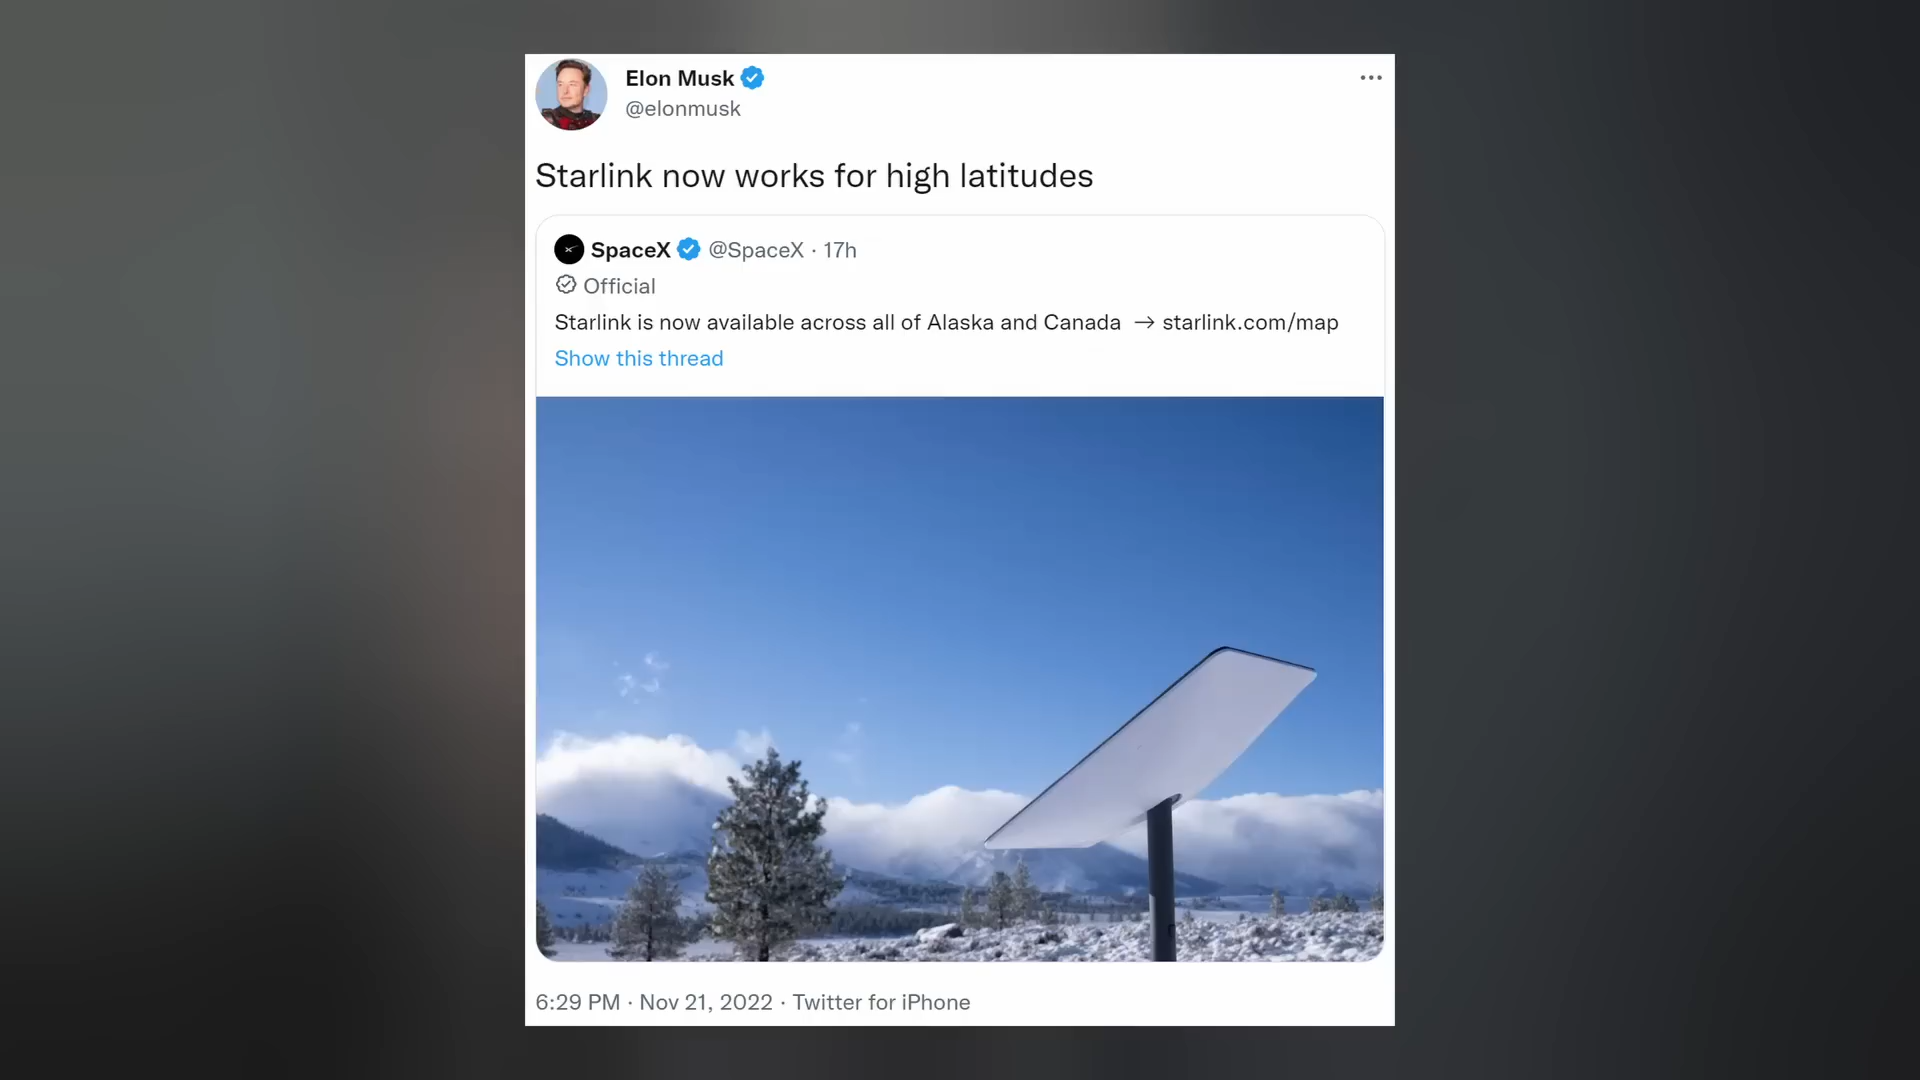 Elon Musk
@elonmusk
Starlink now works for high latitudes
SpaceX @SpaceX · 17h
Official
Starlink is now available across all of Alaska and Canada → starlink.com/map
Show this thread
6:29 PM · Nov 21, 2022 · Twitter for iPhone